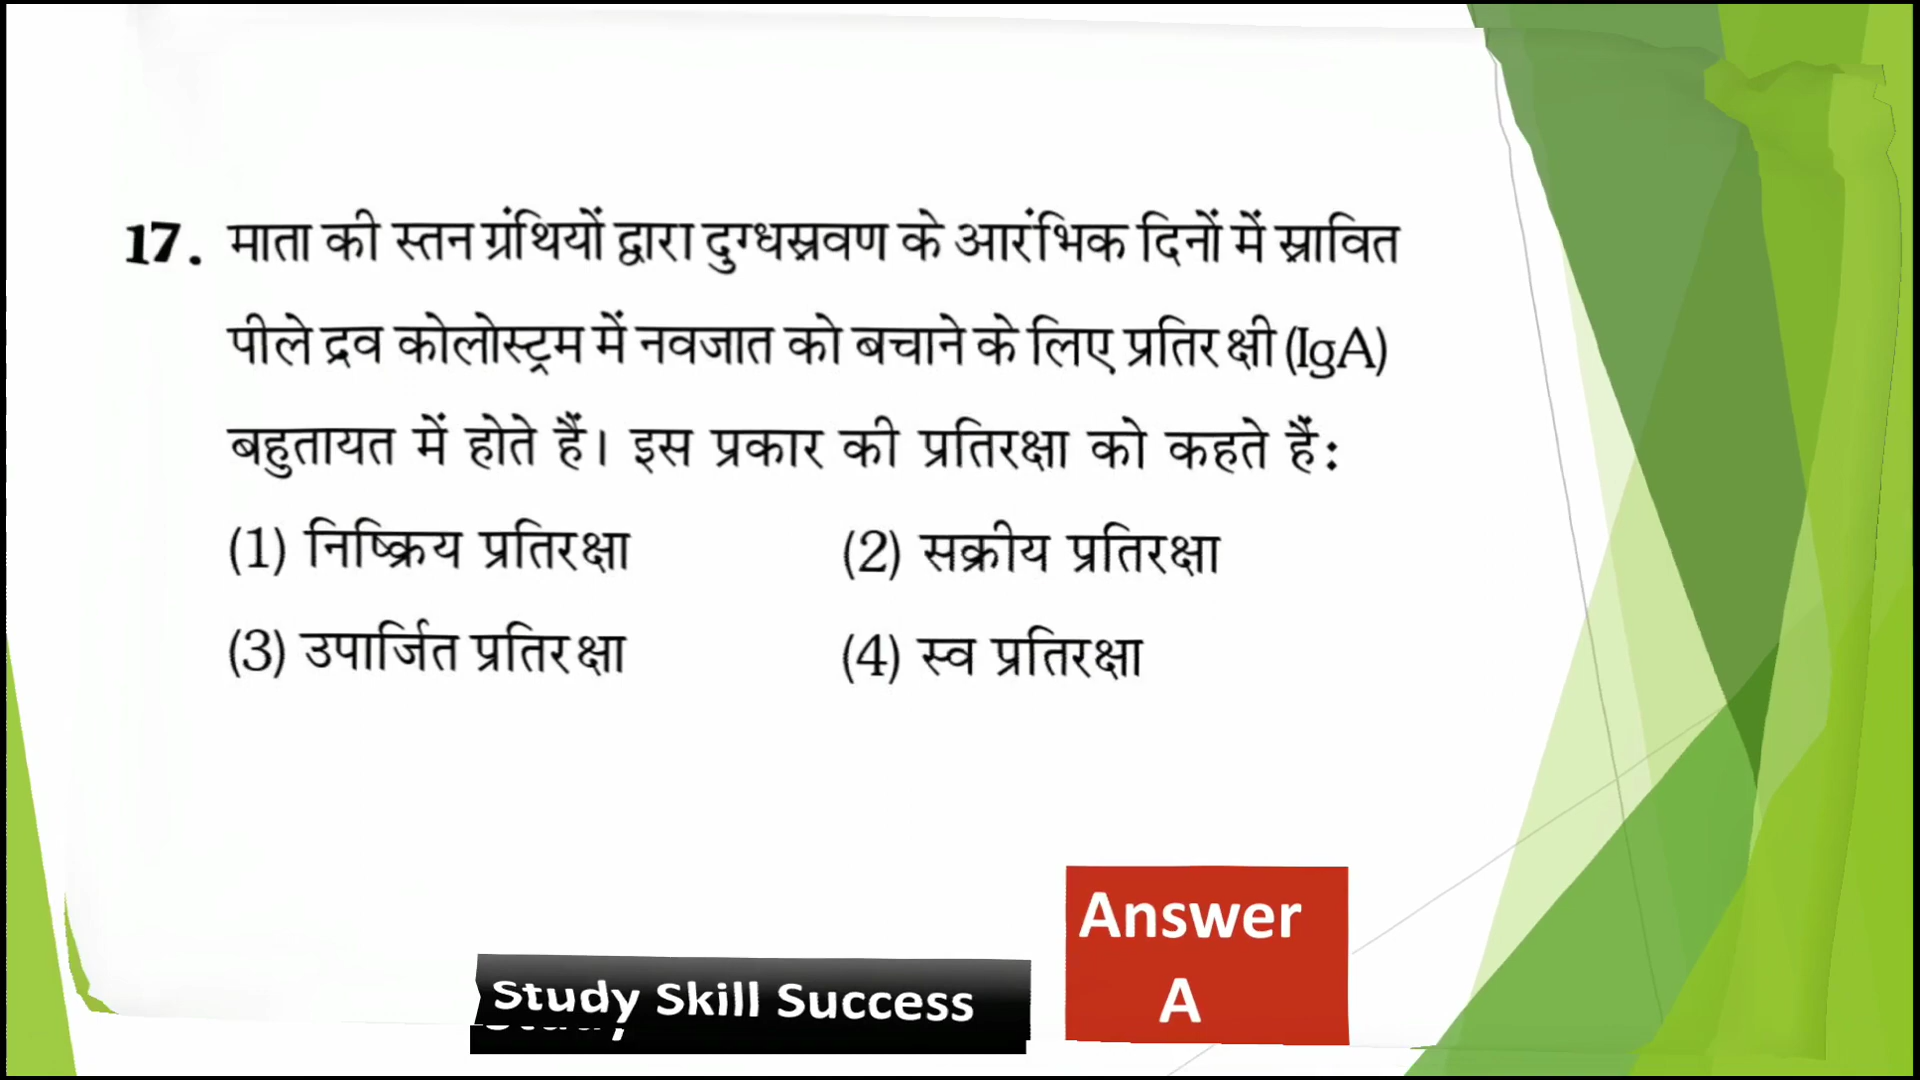 17. माता की स्तन ग्रंथियों द्वारा दुग्धस्रवण के आरंभिक दिनों में स्रावित
पीले द्रव कोलोस्ट्रम में नवजात को बचाने के लिए प्रतिरक्षी (IgA)
बहुतायत में होते हैं। इस प्रकार की प्रतिरक्षा को कहते हैं:
(1) निष्क्रिय प्रतिरक्षा (2) सक्रीय प्रतिरक्षा
(3) उपार्जित प्रतिरक्षा (4) स्व प्रतिरक्षा
Answer
A
Study Skill Success